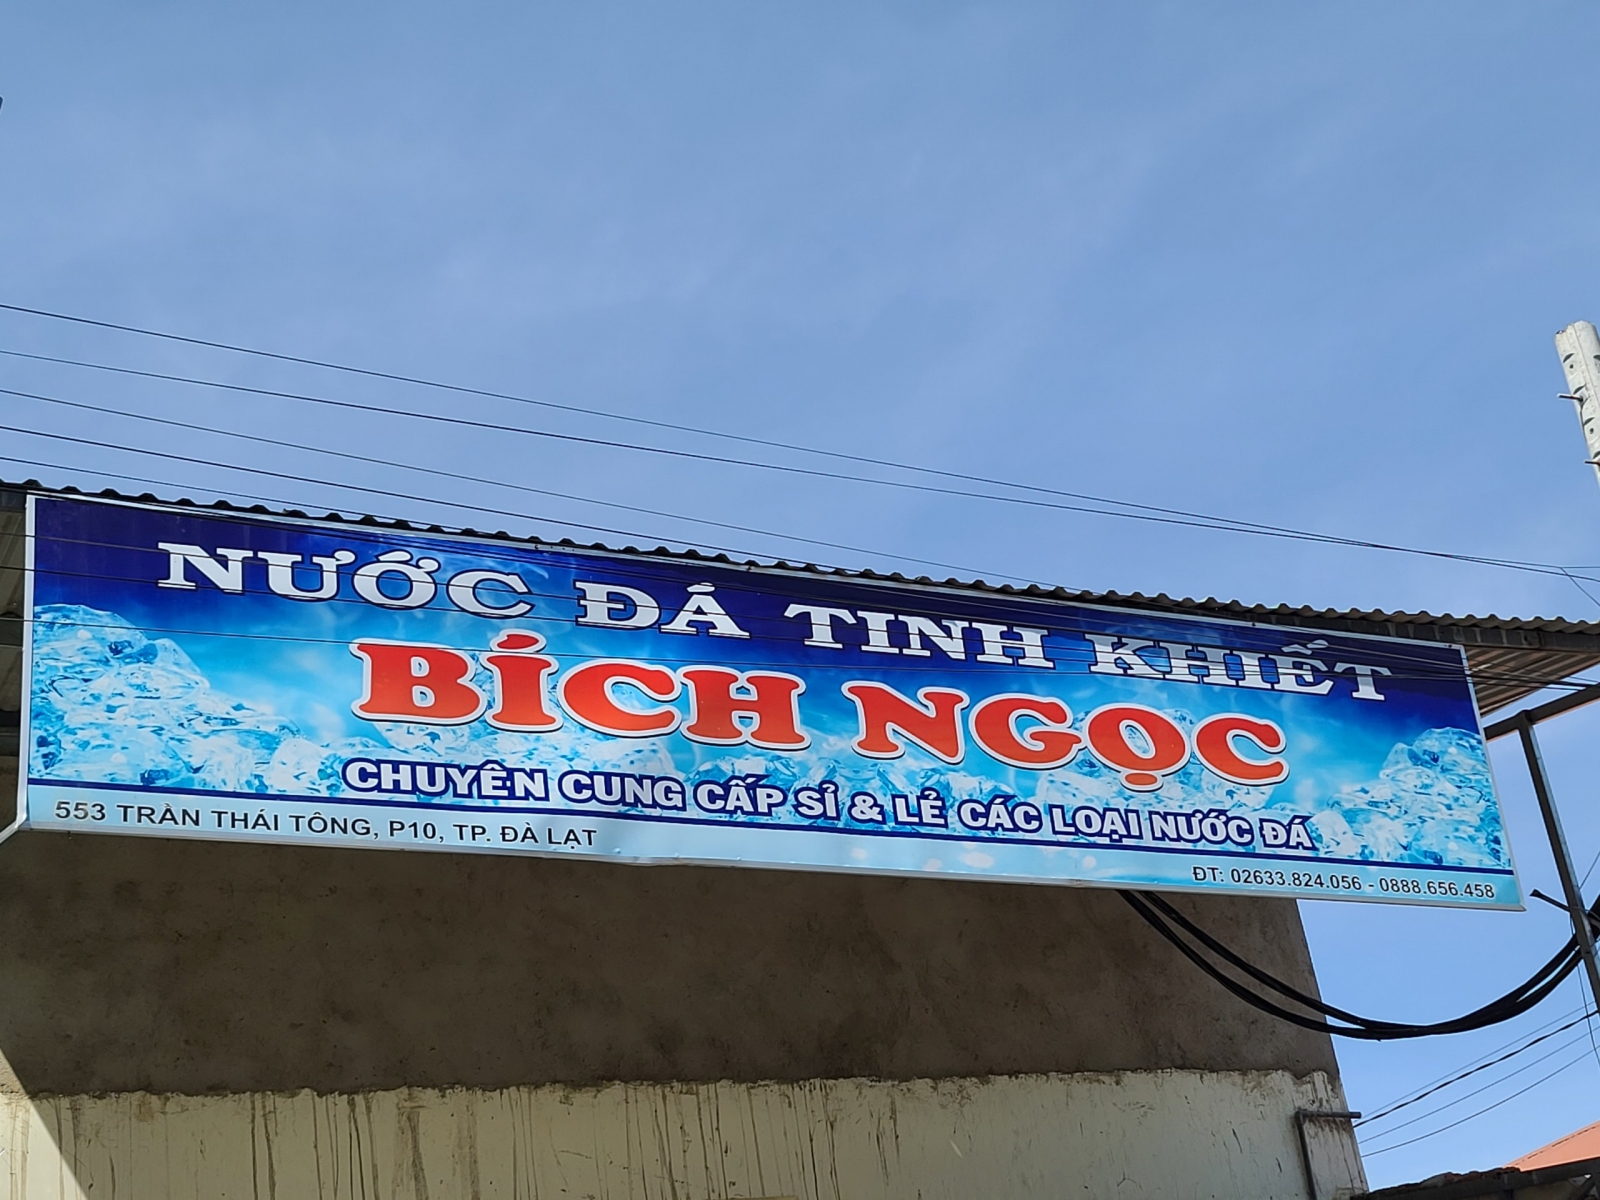 NƯỚC ĐÁ TINH KHIẾT
BÍCH NGỌC
CHUYÊN CUNG CẤP SỈ & LẺ CÁC LOẠI NƯỚC ĐÁ
553 TRẦN THÁI TÔNG, P10, TP. ĐÀ LẠT
ĐT: 02633.824.056 - 0888.656.458